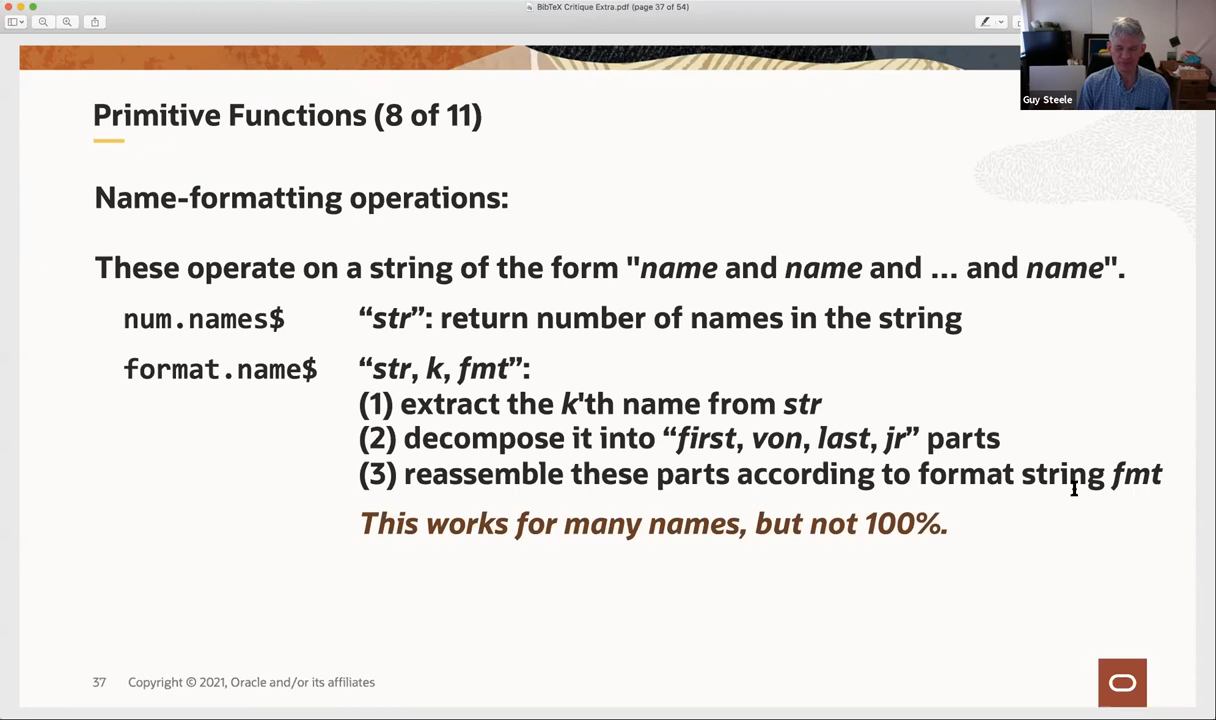 BibTeX Critique Extra.pdf (page 37 of 54)
Guy Steele
Primitive Functions (8 of 11)
Name-formatting operations:
These operate on a string of the form "name and name and ... and name".
num.names$ “str”: return number of names in the string
format.name$ “str, k, fmt”:
(1) extract the k'th name from str
(2) decompose it into “first, von, last, jr” parts
(3) reassemble these parts according to format string fmt
This works for many names, but not 100%.
37 Copyright © 2021, Oracle and/or its affiliates